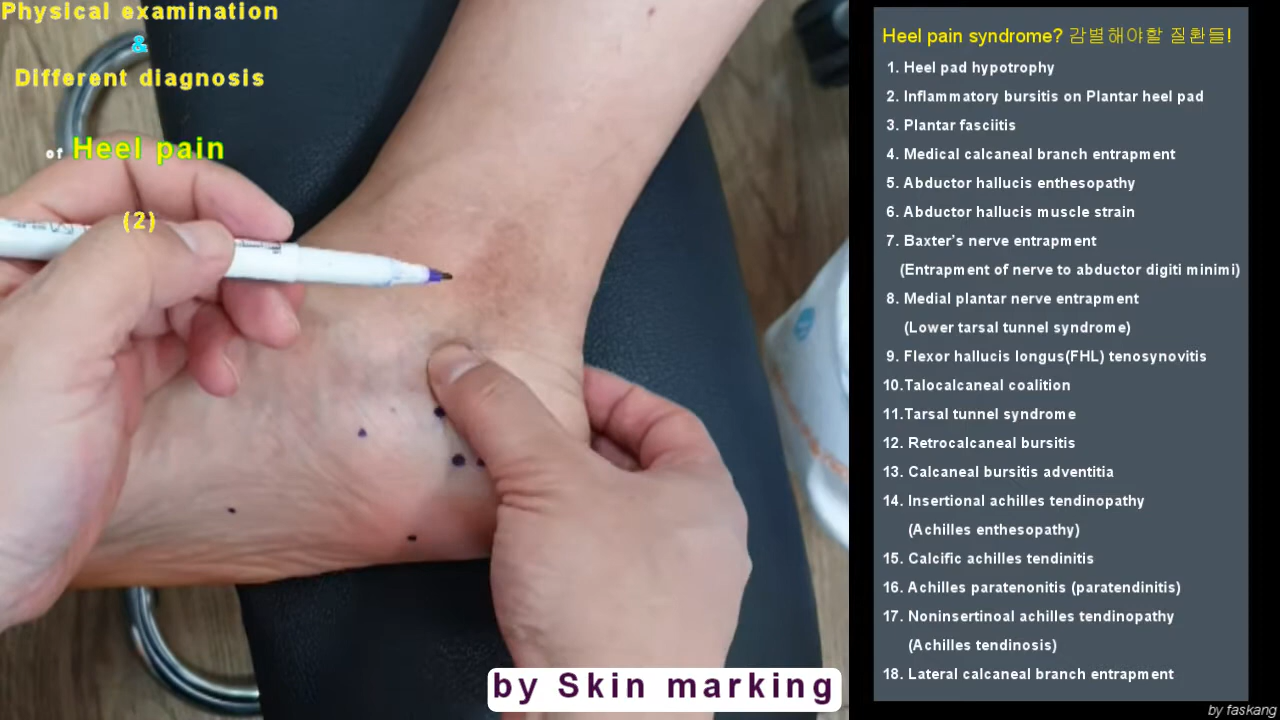 Physical examination
&
Different diagnosis
of Heel pain
(2)
by Skin marking
Heel pain syndrome? 감별해야할 질환들!
1. Heel pad hypotrophy
2. Inflammatory bursitis on Plantar heel pad
3. Plantar fasciitis
4. Medical calcaneal branch entrapment
5. Abductor hallucis enthesopathy
6. Abductor hallucis muscle strain
7. Baxter's nerve entrapment
(Entrapment of nerve to abductor digiti minimi)
8. Medial plantar nerve entrapment
(Lower tarsal tunnel syndrome)
9. Flexor hallucis longus(FHL) tenosynovitis
10.Talocalcaneal coalition
11.Tarsal tunnel syndrome
12. Retrocalcaneal bursitis
13. Calcaneal bursitis adventitia
14. Insertional achilles tendinopathy
(Achilles enthesopathy)
15. Calcific achilles tendinitis
16. Achilles paratenonitis (paratendinitis)
17. Noninsertinoal achilles tendinopathy
(Achilles tendinosis)
18. Lateral calcaneal branch entrapment
by faskang